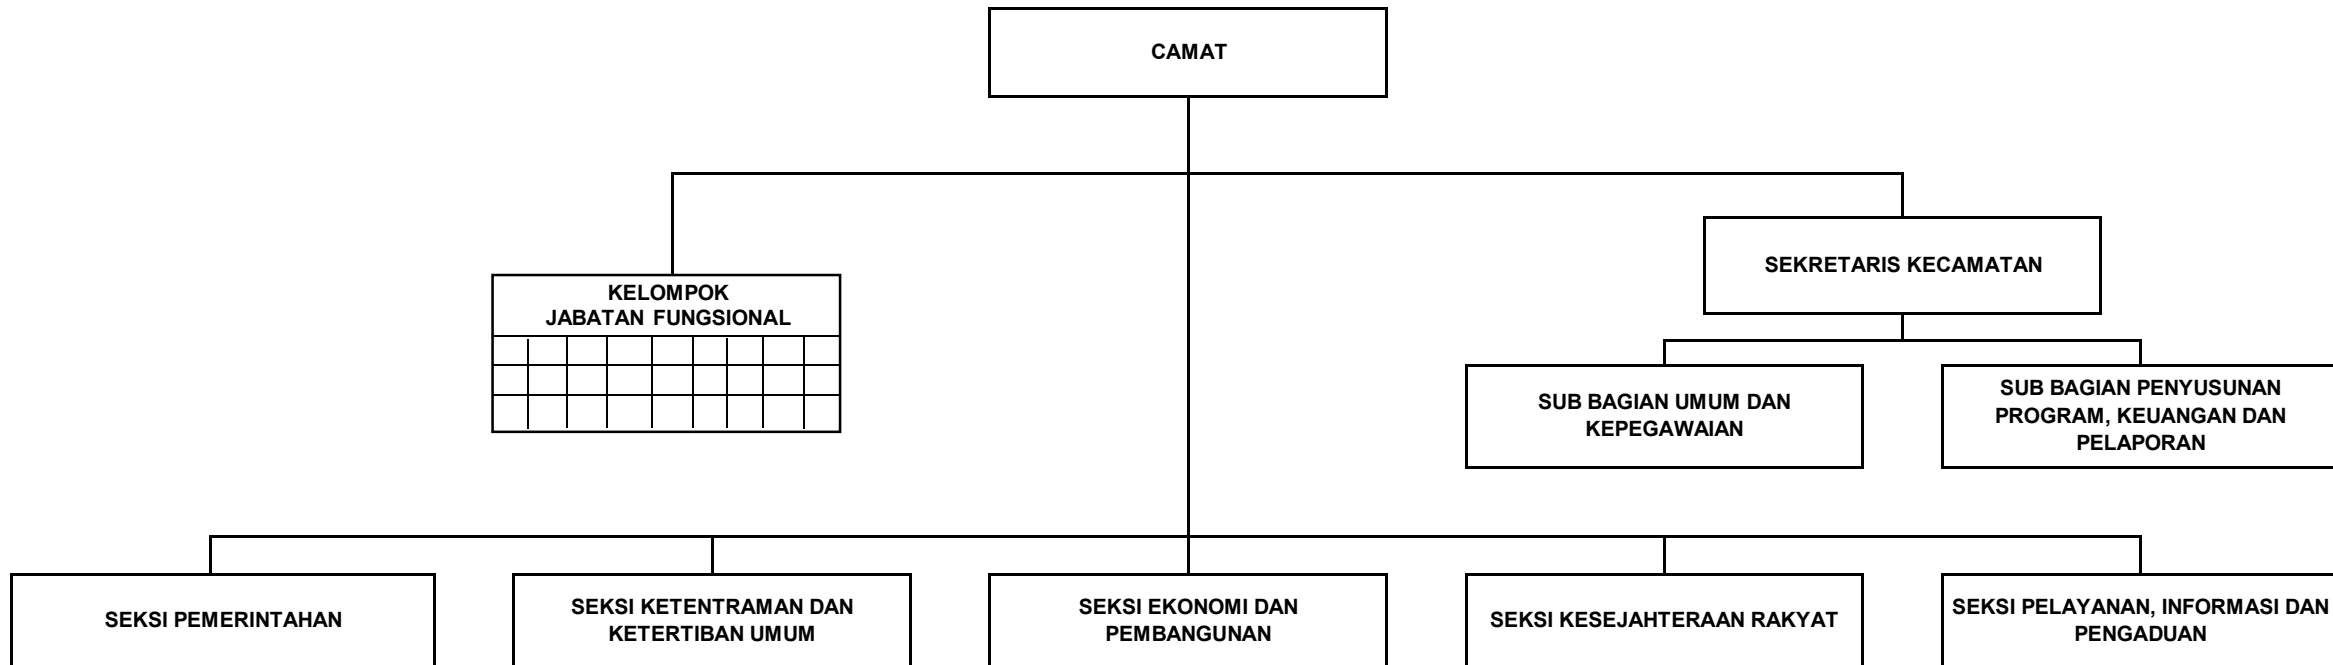 CAMAT
SEKRETARIS KECAMATAN
KELOMPOK
JABATAN FUNGSIONAL
SUB BAGIAN UMUM DAN
KEPEGAWAIAN
SUB BAGIAN PENYUSUNAN
PROGRAM, KEUANGAN DAN
PELAPORAN
SEKSI PEMERINTAHAN
SEKSI KETENTRAMAN DAN
KETERTIBAN UMUM
SEKSI EKONOMI DAN
PEMBANGUNAN
SEKSI KESEJAHTERAAN RAKYAT
SEKSI PELAYANAN, INFORMASI DAN
PENGADUAN